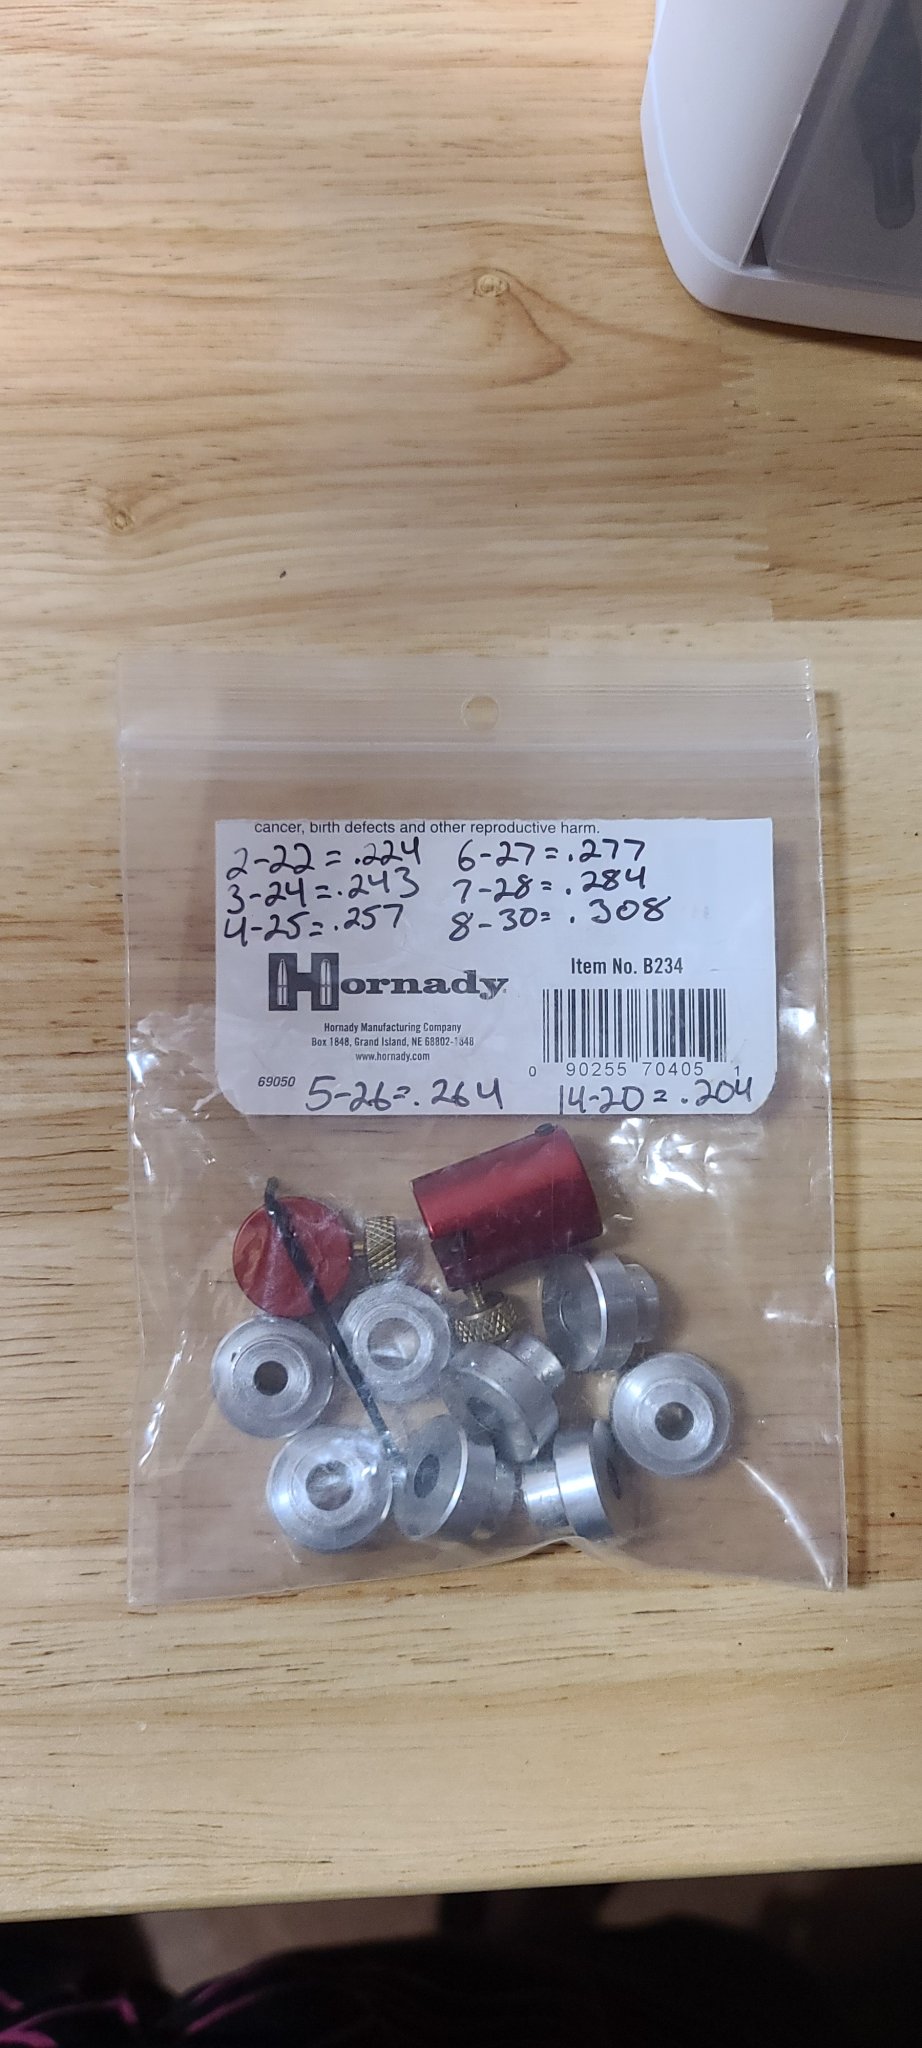 cancer, birth defects and other reproductive harm.
2-22=.224 6-27=.277
3-24=.243 7-28=.284
4-25=.257 8-30=.308
Hornady
Item No. B234
Hornady Manufacturing Company
Box 1848, Grand Island, NE 68802-1848
www.hornady.com
0 90255 70405 1
69050
5-26=.264 14-20=.204